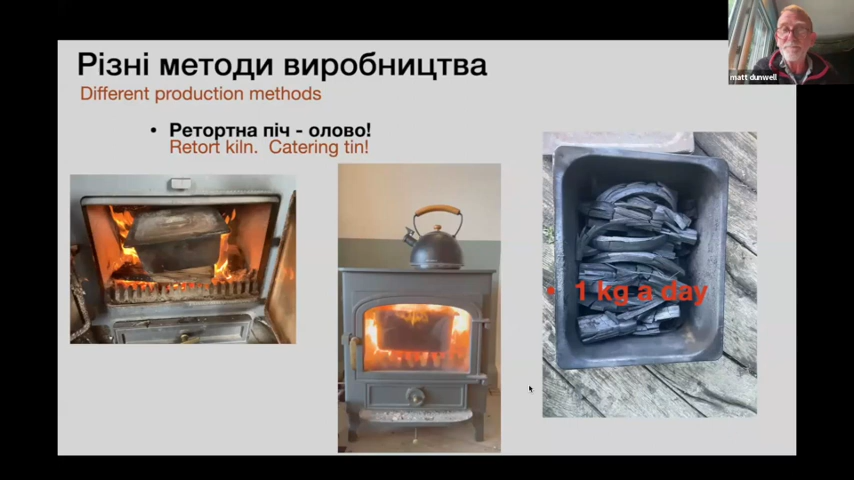 Різні методи виробництва
Different production methods
• Ретортна піч - олово!
Retort kiln.  Catering tin!
• 1 kg a day
matt dunwell